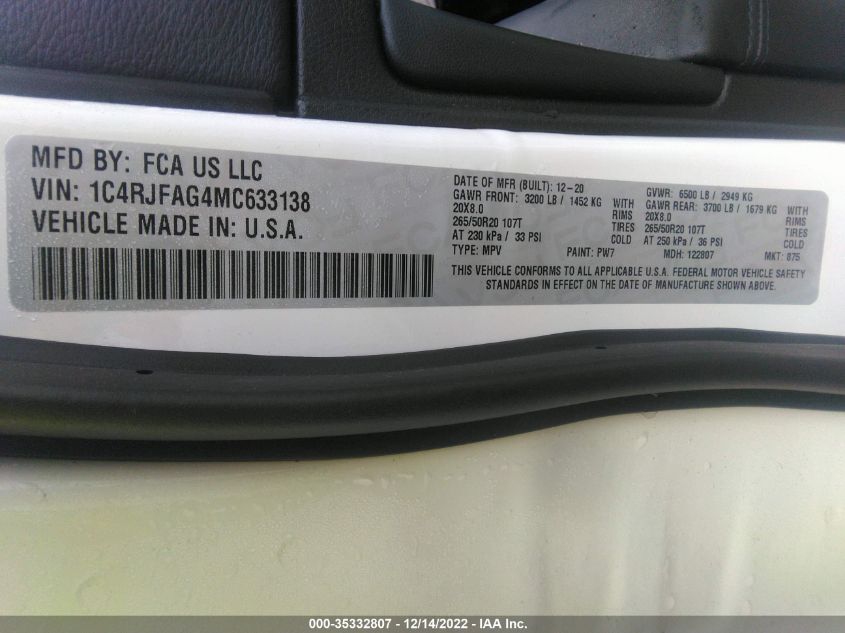 MFD BY: FCA US LLC
VIN: 1C4RJFAG4MC633138
VEHICLE MADE IN: U.S.A.
DATE OF MFR (BUILT): 12-20
GAWR FRONT: 3200 LB / 1452 KG WITH
20X8.0 RIMS
265/50R20 107T TIRES
AT 230 kPa / 33 PSI COLD
TYPE: MPV PAINT: PW7
GVWR: 6500 LB / 2949 KG
GAWR REAR: 3700 LB / 1679 KG WITH
20X8.0 RIMS
265/50R20 107T TIRES
AT 250 kPa / 36 PSI COLD
MDH: 122807 MKT: 875
THIS VEHICLE CONFORMS TO ALL APPLICABLE U.S.A. FEDERAL MOTOR VEHICLE SAFETY
STANDARDS IN EFFECT ON THE DATE OF MANUFACTURE SHOWN ABOVE.
000-35332807 - 12/14/2022 - IAA Inc.